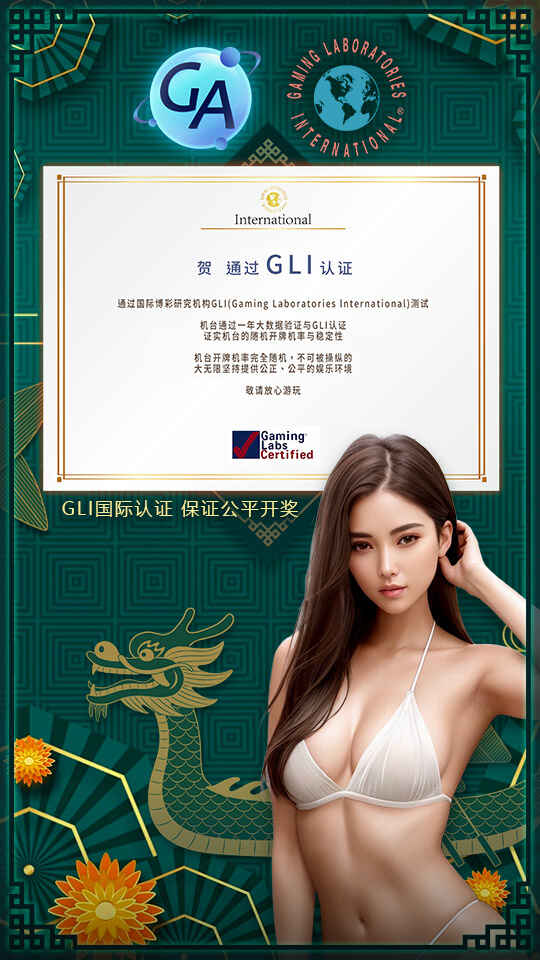 GA
GAMING LABORATORIES INTERNATIONAL®
International
贺 通过 GLI 认证
通过国际博彩研究机构GLI(Gaming Laboratories International)测试
机台通过一年大数据验证与GLI认证
证实机台的随机开牌机率与稳定性
机台开牌机率完全随机，不可被操纵的
大无限坚持提供公正、公平的娱乐环境
敬请放心游玩
Gaming
Labs
Certified
GLI国际认证 保证公平开奖